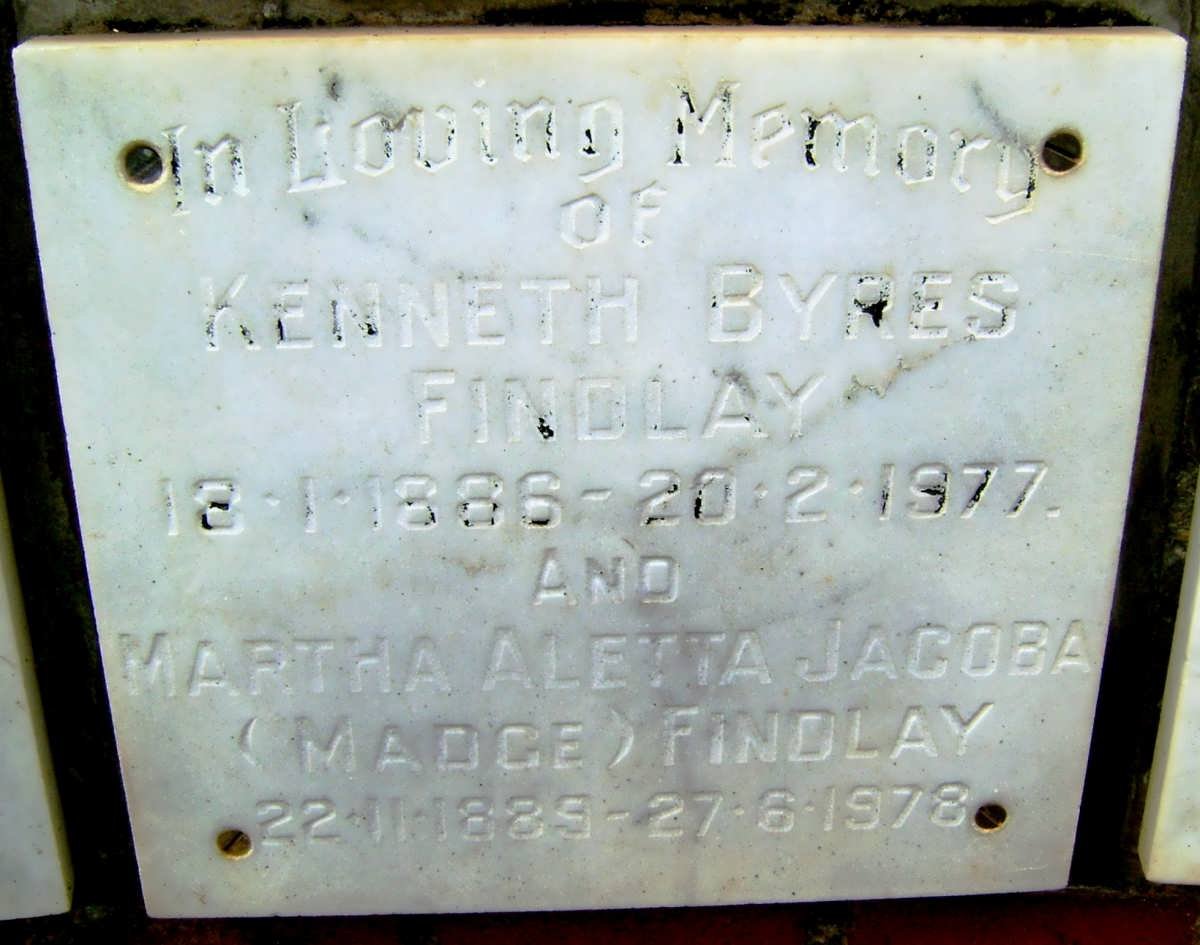 In Loving Memory
of
KENNETH BYRES
FINDLAY
18·1·1886 - 20·2·1977.
AND
MARTHA ALETTA JACOBA
(MADGE) FINDLAY
22·11·1889 - 27·6·1978